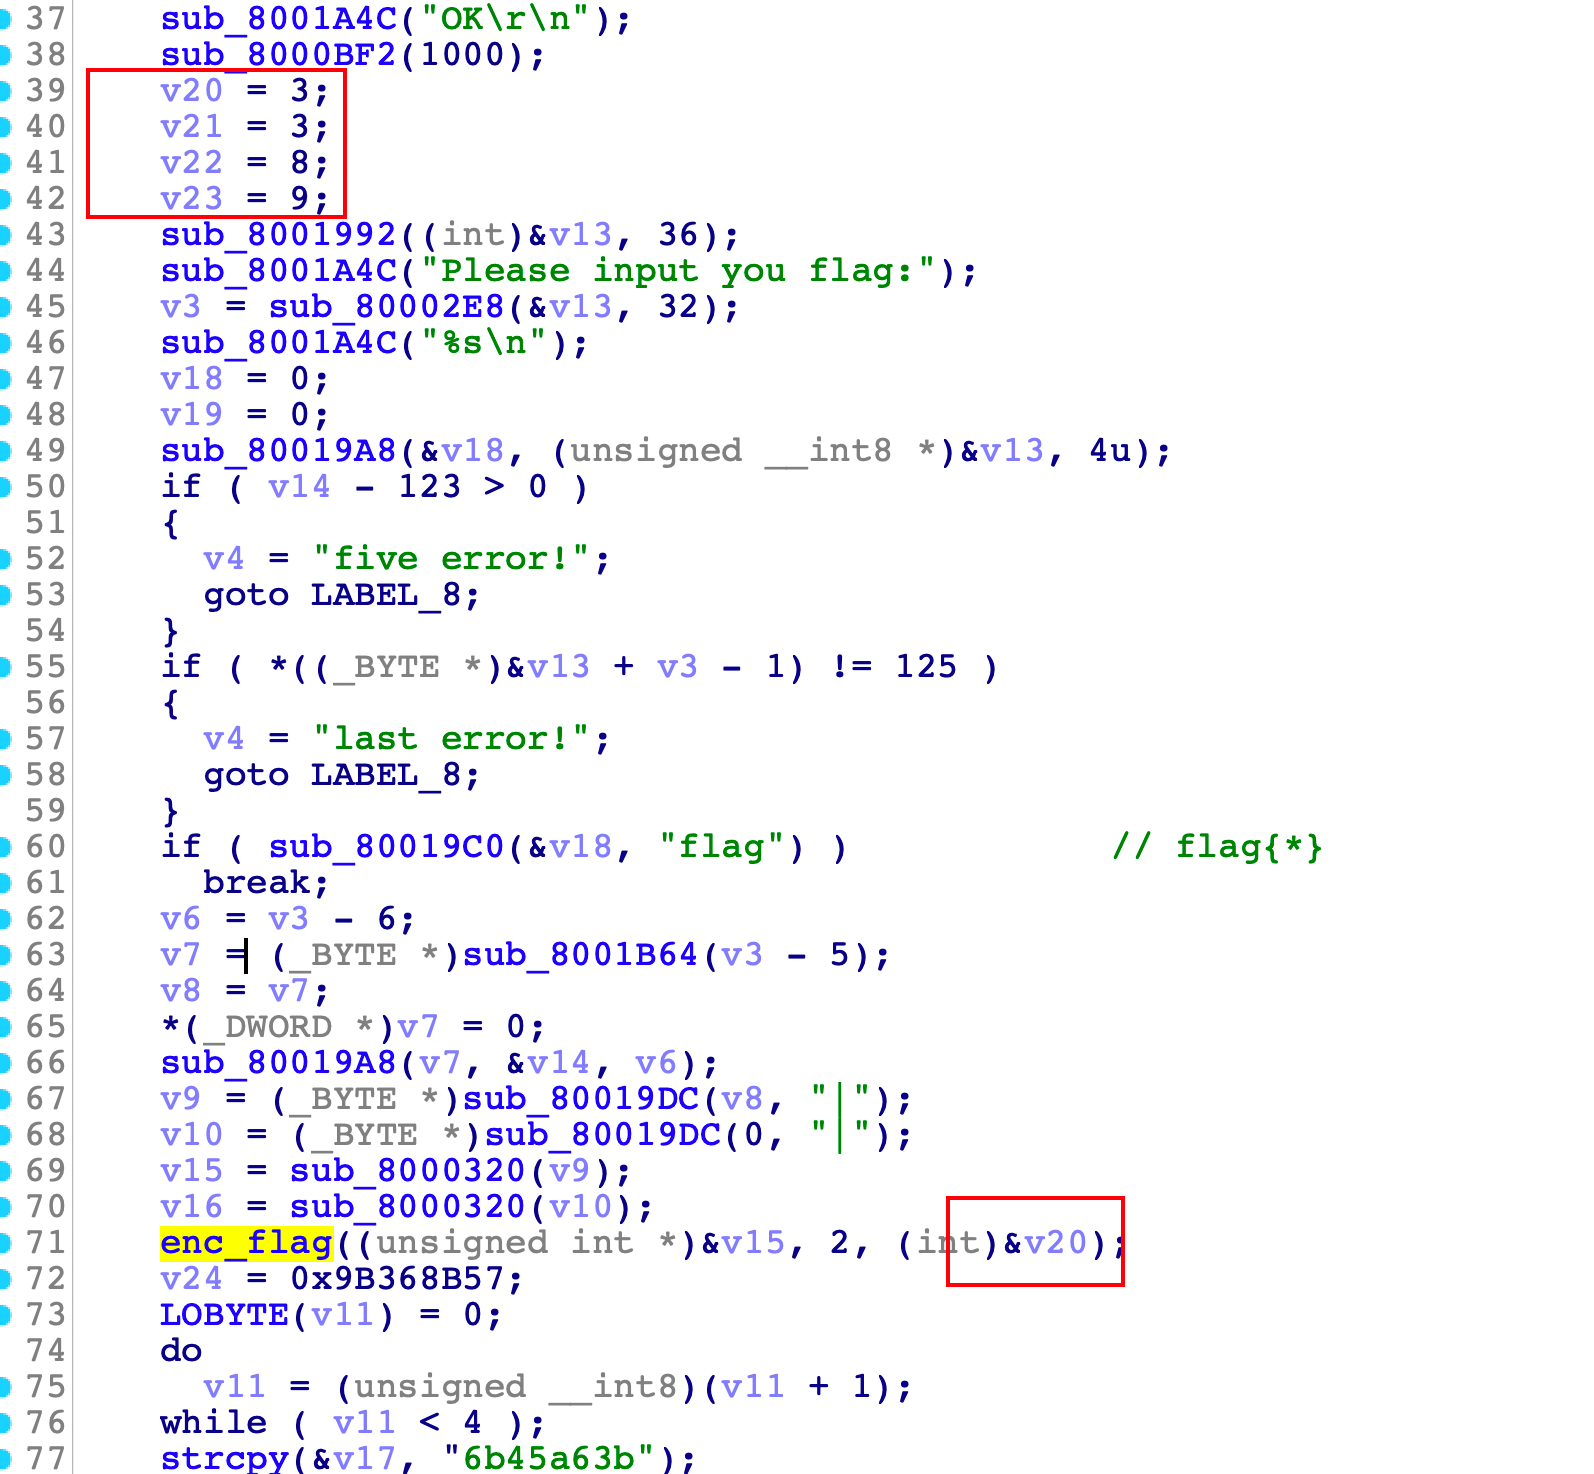 37 sub_8001A4C("OK\r\n");
38 sub_8000BF2(1000);
39 v20 = 3;
40 v21 = 3;
41 v22 = 8;
42 v23 = 9;
43 sub_8001992((int)&v13, 36);
44 sub_8001A4C("Please input you flag:");
45 v3 = sub_80002E8(&v13, 32);
46 sub_8001A4C("%s\n");
47 v18 = 0;
48 v19 = 0;
49 sub_80019A8(&v18, (unsigned __int8 *)&v13, 4u);
50 if ( v14 - 123 > 0 )
51 {
52 v4 = "five error!";
53 goto LABEL_8;
54 }
55 if ( *((_BYTE *)&v13 + v3 - 1) != 125 )
56 {
57 v4 = "last error!";
58 goto LABEL_8;
59 }
60 if ( sub_80019C0(&v18, "flag") ) // flag{*}
61 break;
62 v6 = v3 - 6;
63 v7 = (_BYTE *)sub_8001B64(v3 - 5);
64 v8 = v7;
65 *(_DWORD *)v7 = 0;
66 sub_80019A8(v7, &v14, v6);
67 v9 = (_BYTE *)sub_80019DC(v8, "|");
68 v10 = (_BYTE *)sub_80019DC(0, "|");
69 v15 = sub_8000320(v9);
70 v16 = sub_8000320(v10);
71 enc_flag((unsigned int *)&v15, 2, (int)&v20);
72 v24 = 0x9B368B57;
73 LOBYTE(v11) = 0;
74 do
75 v11 = (unsigned __int8)(v11 + 1);
76 while ( v11 < 4 );
77 strcpy(&v17, "6b45a63b");